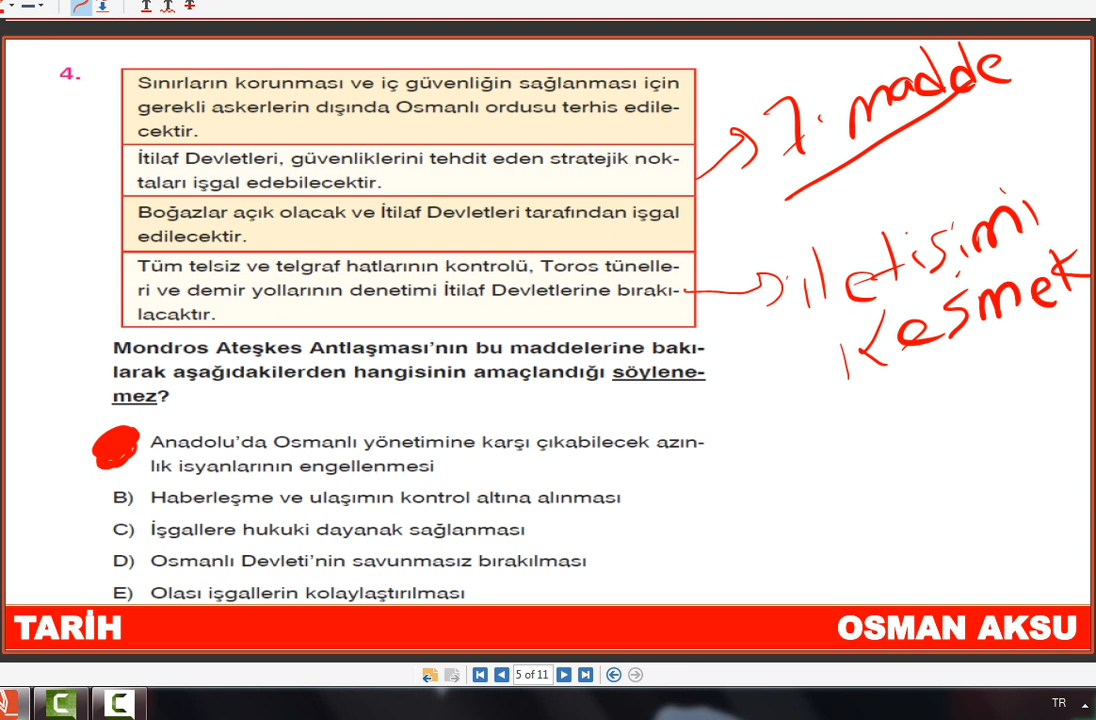 4.
Sınırların korunması ve iç güvenliğin sağlanması için
gerekli askerlerin dışında Osmanlı ordusu terhis edile-
cektir.
İtilaf Devletleri, güvenliklerini tehdit eden stratejik nok-
taları işgal edebilecektir.
Boğazlar açık olacak ve İtilaf Devletleri tarafından işgal
edilecektir.
Tüm telsiz ve telgraf hatlarının kontrolü, Toros tünelle-
ri ve demir yollarının denetimi İtilaf Devletlerine bırakı-
lacaktır.
7. madde
iletişimi
Kesmek
Mondros Ateşkes Antlaşması'nın bu maddelerine bakı-
larak aşağıdakilerden hangisinin amaçlandığı söylene-
mez?
Anadolu'da Osmanlı yönetimine karşı çıkabilecek azın-
lık isyanlarının engellenmesi
B) Haberleşme ve ulaşımın kontrol altına alınması
C) İşgallere hukuki dayanak sağlanması
D) Osmanlı Devleti'nin savunmasız bırakılması
E) Olası işgallerin kolaylaştırılması
TARİH OSMAN AKSU
5 of 11
TR